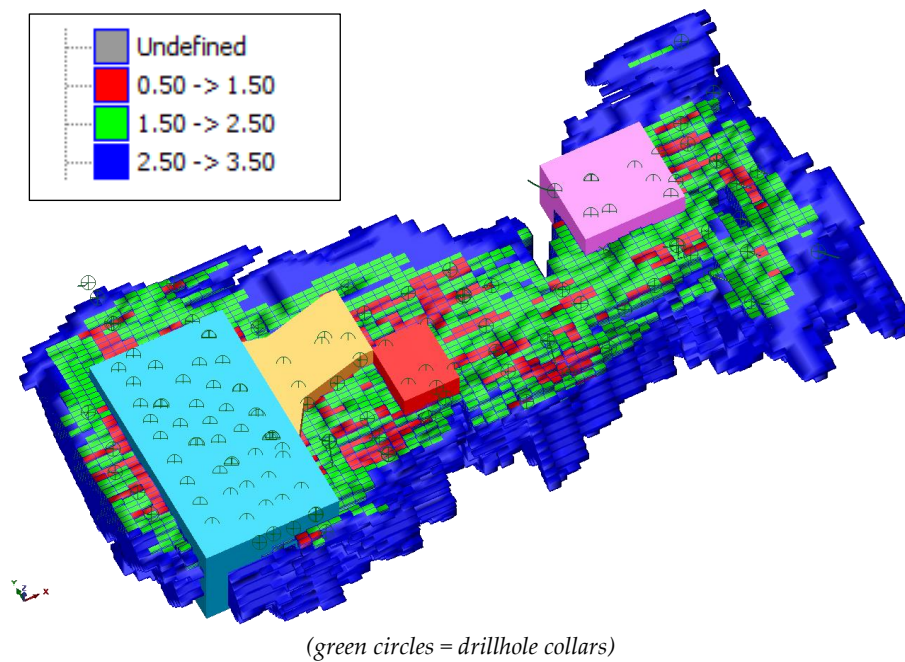 Undefined
0.50 -> 1.50
1.50 -> 2.50
2.50 -> 3.50
Y
Z
X
(green circles = drillhole collars)